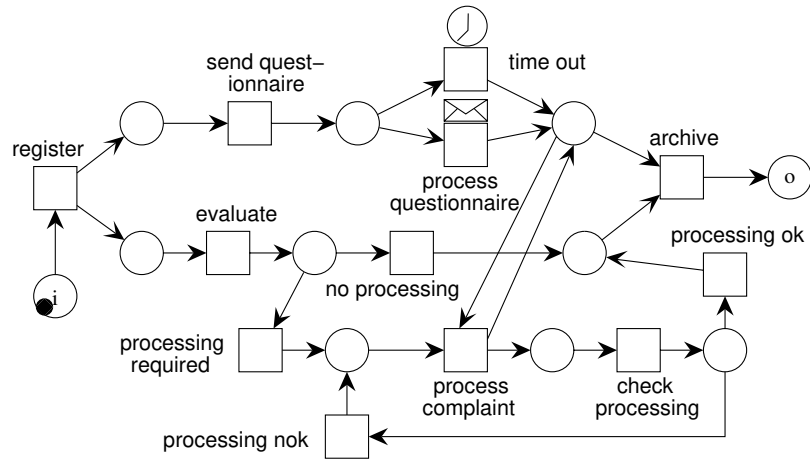 send quest-
ionnaire
time out
register
archive
process
questionnaire
o
evaluate
processing ok
i
no processing
processing
required
process
complaint
check
processing
processing nok